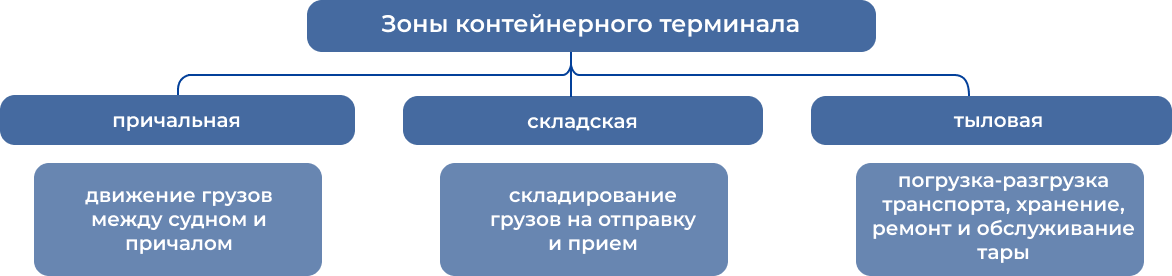 Зоны контейнерного терминала
причальная
складская
тыловая
движение грузов
между судном и
причалом
складирование
грузов на отправку
и прием
погрузка-разгрузка
транспорта, хранение,
ремонт и обслуживание
тары